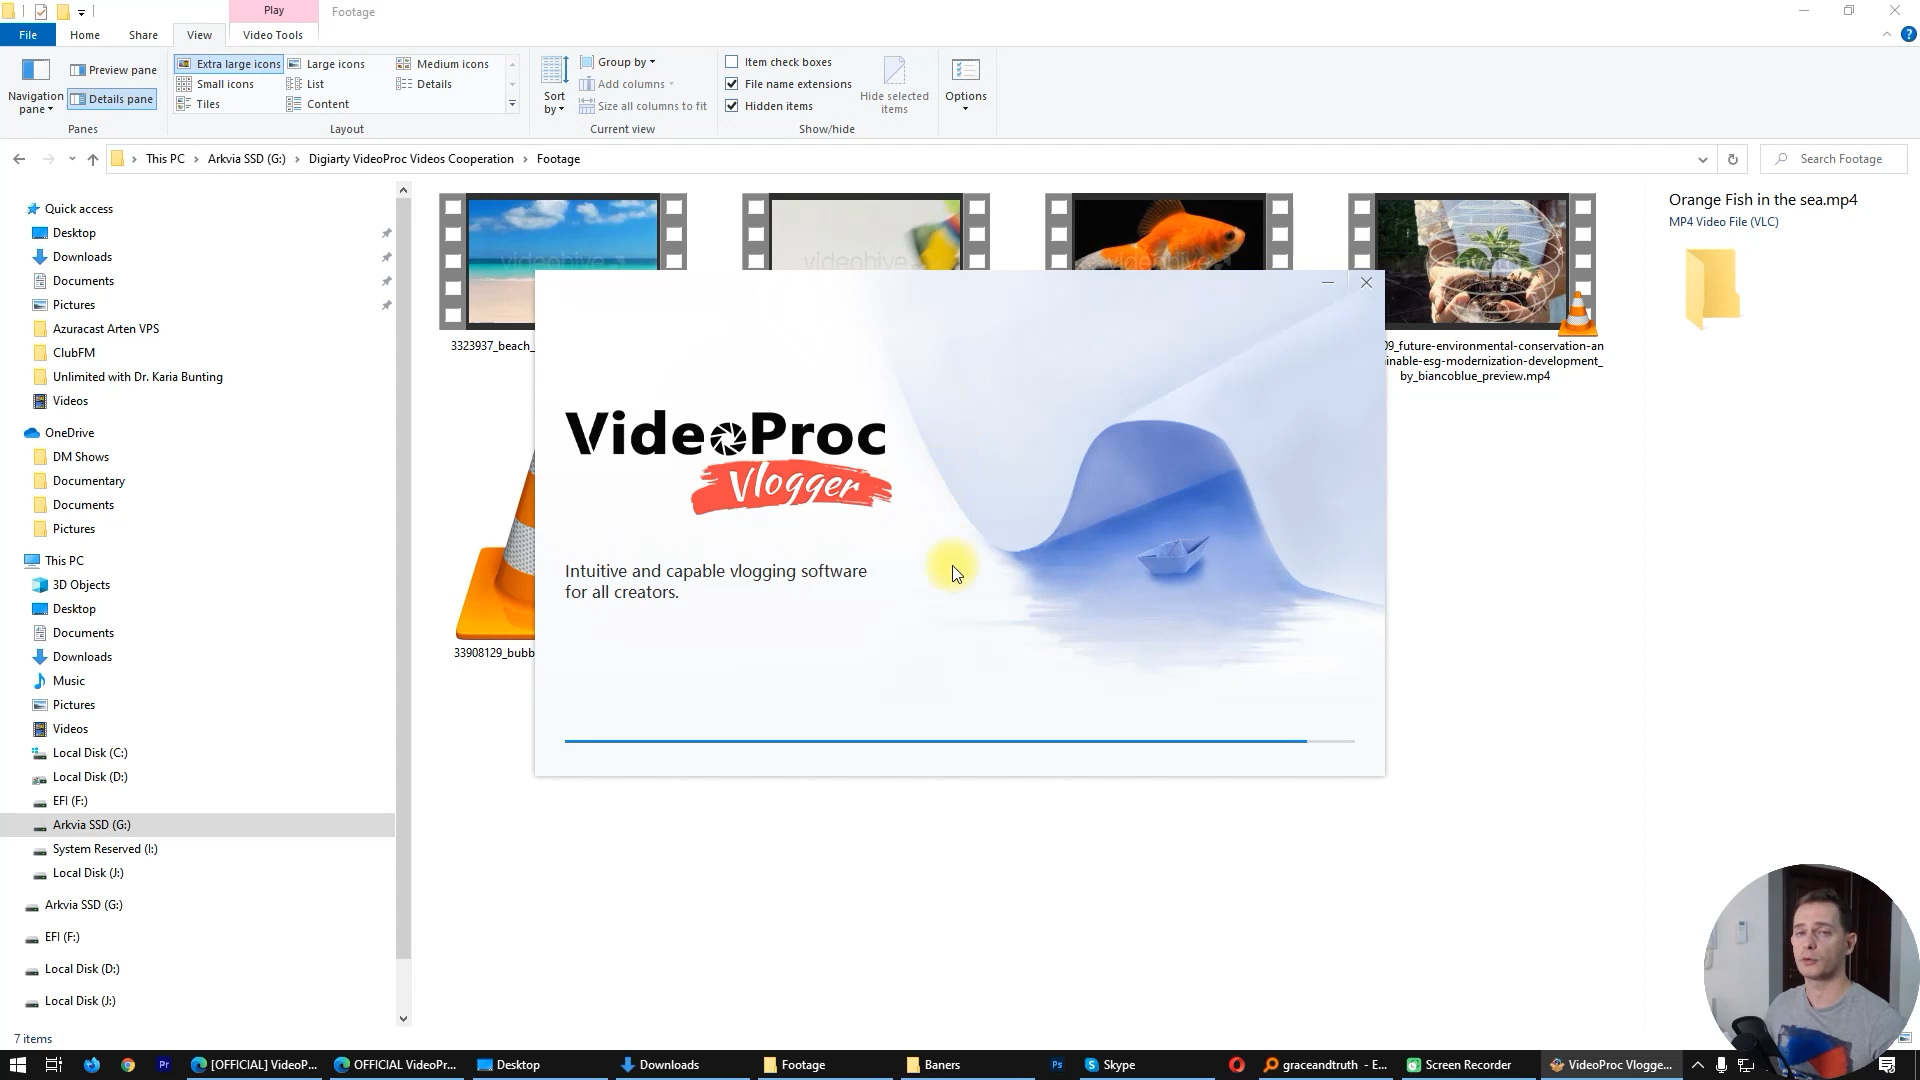 Play
Footage
File
Home
Share
View
Video Tools
Navigation pane
Preview pane
Details pane
Panes
Extra large icons
Large icons
Medium icons
Small icons
List
Details
Tiles
Content
Layout
Sort by
Group by
Add columns
Size all columns to fit
Current view
Item check boxes
File name extensions
Hidden items
Hide selected items
Show/hide
Options
This PC
Arkvia SSD (G:)
Digiarty VideoProc Videos Cooperation
Footage
Search Footage
Quick access
Desktop
Downloads
Documents
Pictures
Azuracast Arten VPS
ClubFM
Unlimited with Dr. Karia Bunting
Videos
OneDrive
DM Shows
Documentary
Documents
Pictures
This PC
3D Objects
Desktop
Documents
Downloads
Music
Pictures
Videos
Local Disk (C:)
Local Disk (D:)
EFI (F:)
Arkvia SSD (G:)
System Reserved (I:)
Local Disk (J:)
Arkvia SSD (G:)
EFI (F:)
Local Disk (D:)
Local Disk (J:)
7 items
videohive
videohive
3323937_beach_
09_future-environmental-conservation-an
inable-esg-modernization-development_
by_biancoblue_preview.mp4
33908129_bubb
Orange Fish in the sea.mp4
MP4 Video File (VLC)
VideoProc
Vlogger
Intuitive and capable vlogging software
for all creators.
Pr
[OFFICIAL] VideoP...
OFFICIAL VideoPr...
Desktop
Downloads
Footage
Baners
Ps
Skype
graceandtruth - E...
Screen Recorder
VideoProc Vlogge...